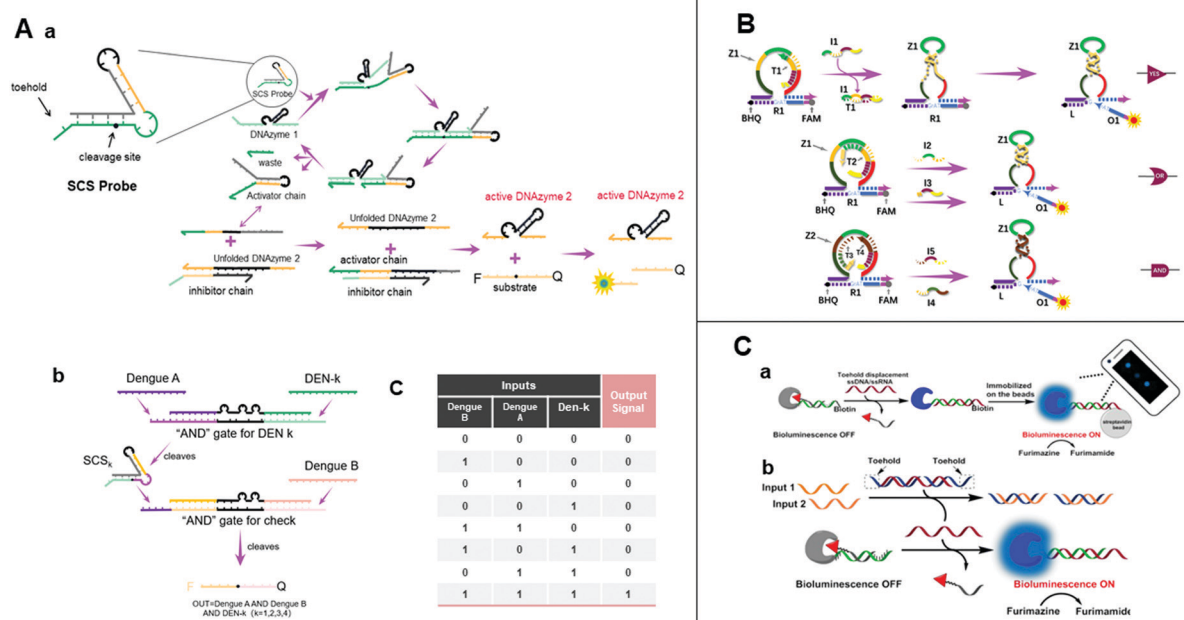 A a
toehold
cleavage site
SCS Probe
SCS Probe
DNAzyme 1
waste
Activator chain
Unfolded DNAzyme 2
inhibitor chain
Unfolded DNAzyme 2
activator chain
inhibitor chain
active DNAzyme 2
F Q
substrate
active DNAzyme 2
Q
b
Dengue A DEN-k
"AND" gate for DEN k
SCSk
cleaves
Dengue B
"AND" gate for check
cleaves
F Q
OUT=Dengue A AND Dengue B
AND DEN-k (k=1,2,3,4)
C
Inputs Output Signal
Dengue B Dengue A Den-k
0 0 0 0
1 0 0 0
0 1 0 0
0 0 1 0
1 1 0 0
1 0 1 0
0 1 1 0
1 1 1 1
B
Z1 T1 I1 I1 T1 Z1 Z1 YES
BHQ R1 FAM R1 L O1
Z1 T2 I2 I3 Z1 OR
BHQ R1 FAM L O1
Z2 T3 T4 I5 I4 Z1 AND
BHQ R1 FAM L O1
C
a
Toehold displacement
ssDNA/ssRNA
Biotin
Bioluminescence OFF
Biotin
Immobilized
on the beads
streptavidin
bead
Bioluminescence ON
Furimazine Furimamide
b
Toehold Toehold
Input 1
Input 2
Bioluminescence OFF
Bioluminescence ON
Furimazine Furimamide